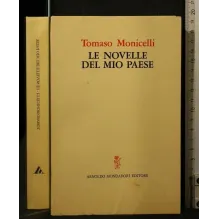 Tomaso Monicelli
LE NOVELLE
DEL MIO PAESE
ARNOLDO MONDADORI EDITORE